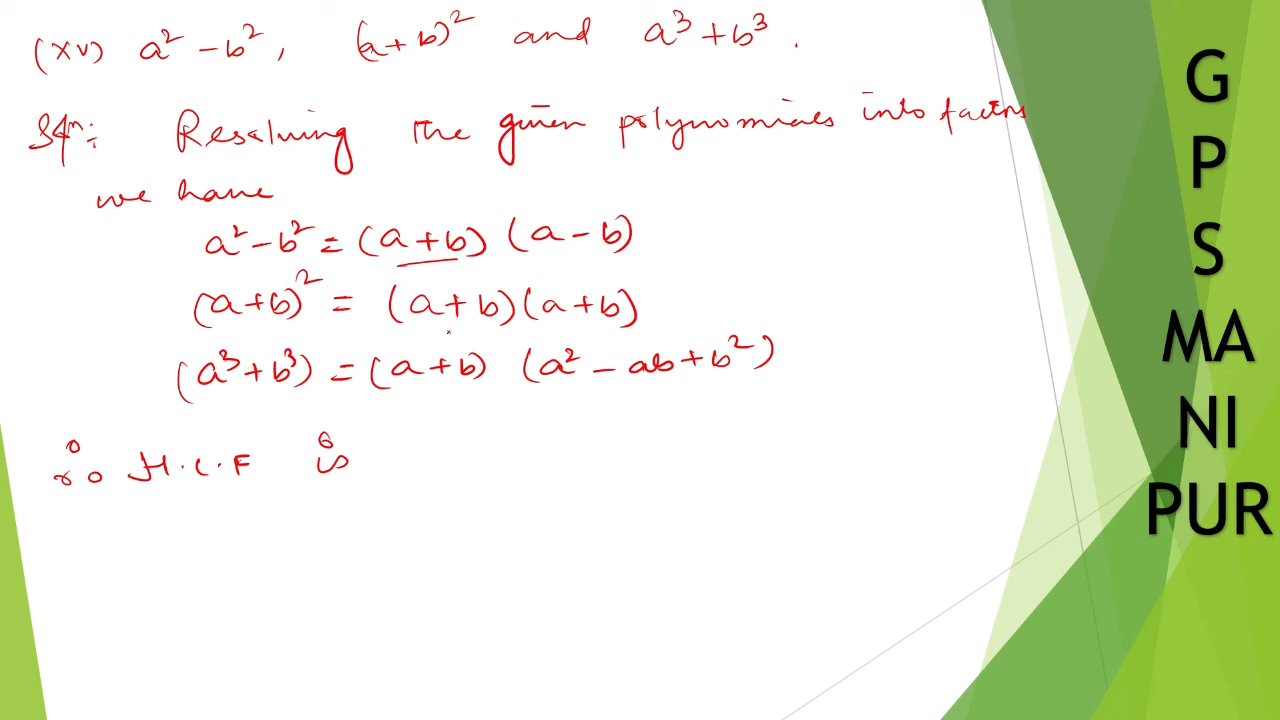 (xv) a² - b², (a+b)² and a³ + b³.
Solⁿ: Resolving the given polynomials into factors
we have
a² - b² = (a + b) (a - b)
(a+b)² = (a + b)(a + b)
(a³ + b³) = (a + b) (a² - ab + b²)
∴ H.C.F is
G
P
S
MA
NI
PUR